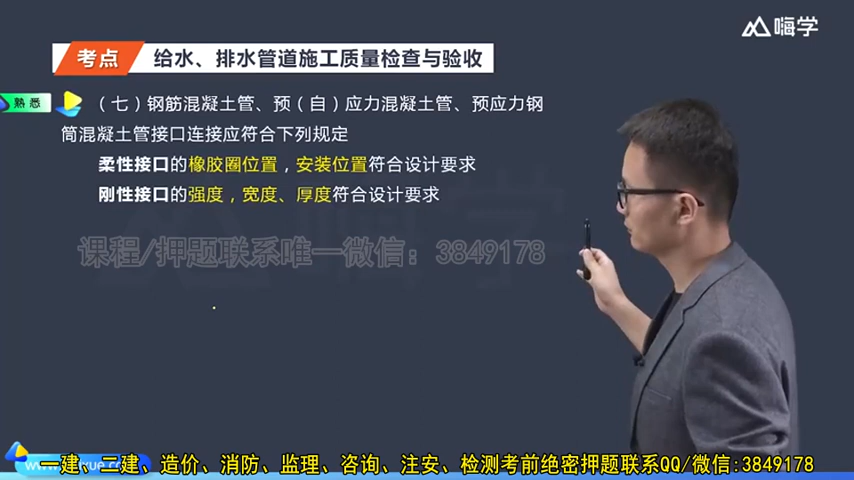 嗨学
考点 给水、排水管道施工质量检查与验收
熟悉
（七）钢筋混凝土管、预（自）应力混凝土管、预应力钢
筒混凝土管接口连接应符合下列规定
柔性接口的橡胶圈位置，安装位置符合设计要求
刚性接口的强度，宽度、厚度符合设计要求
课程/押题联系唯一微信：3849178
一建、二建、造价、消防、监理、咨询、注安、检测考前绝密押题联系QQ/微信:3849178